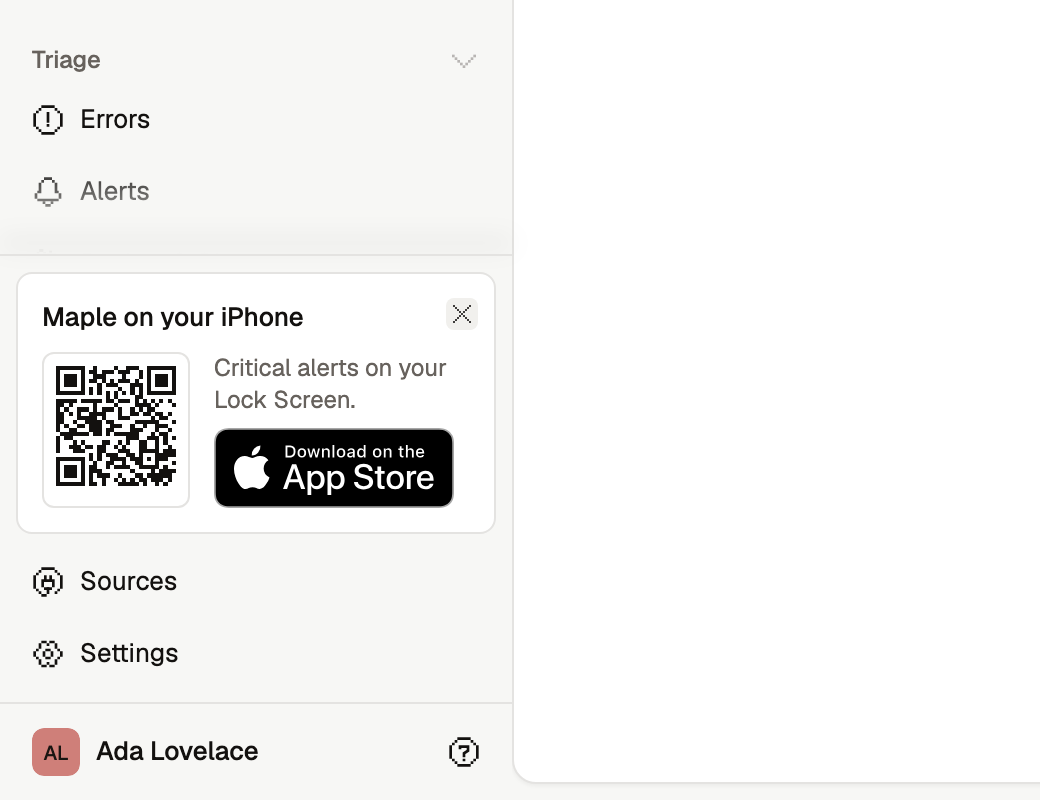 Triage
Errors
Alerts
Maple on your iPhone
Critical alerts on your
Lock Screen.
Download on the
App Store
Sources
Settings
AL
Ada Lovelace